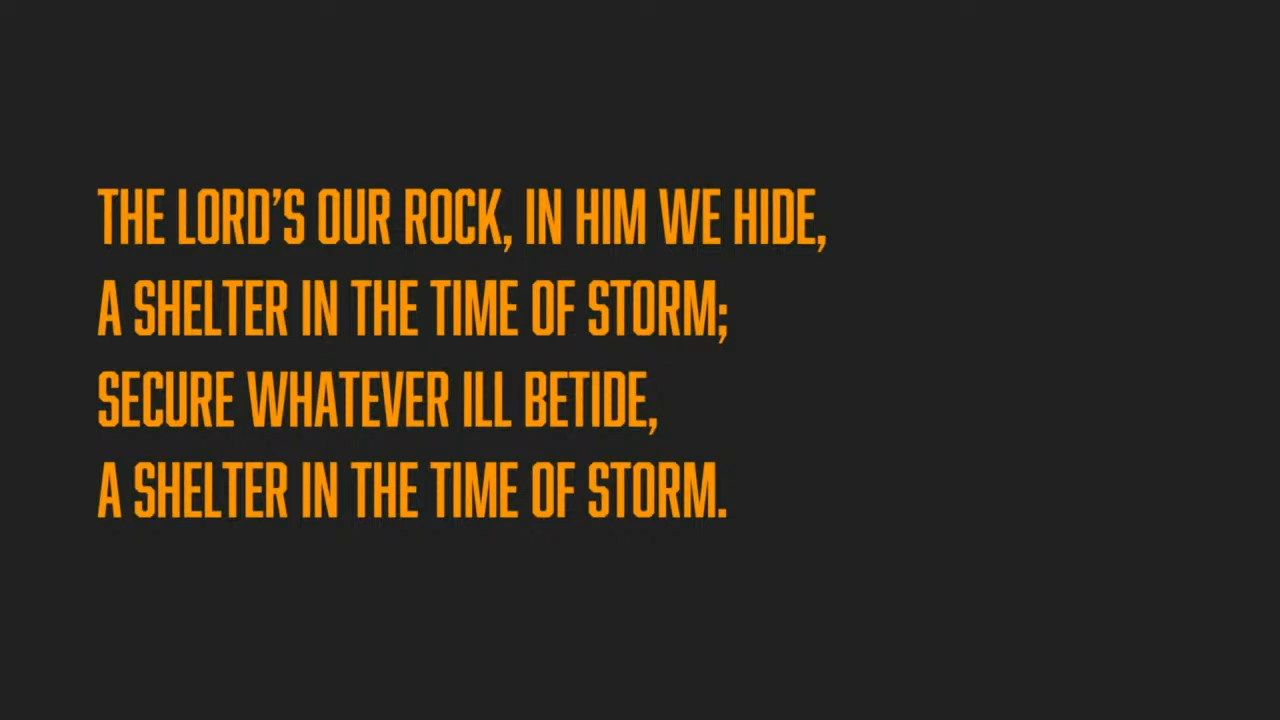 THE LORD’S OUR ROCK, IN HIM WE HIDE,
A SHELTER IN THE TIME OF STORM;
SECURE WHATEVER ILL BETIDE,
A SHELTER IN THE TIME OF STORM.